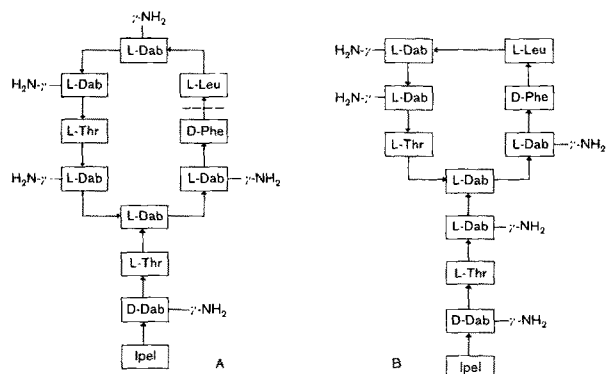 γ-NH₂
L-Dab
H₂N-γ- L-Dab L-Leu
L-Thr D-Phe
H₂N-γ- L-Dab L-Dab -γ-NH₂
L-Dab
L-Thr
D-Dab -γ-NH₂
Ipel A
H₂N-γ- L-Dab L-Leu
H₂N-γ- L-Dab D-Phe
L-Thr L-Dab -γ-NH₂
L-Dab
L-Dab -γ-NH₂
L-Thr
D-Dab -γ-NH₂
B Ipel